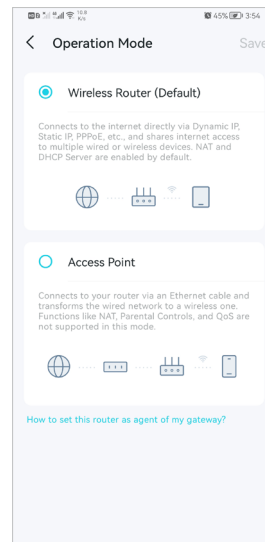 10.8
K/s
45%
3:54
Operation Mode
Save
Wireless Router (Default)
Connects to the internet directly via Dynamic IP,
Static IP, PPPoE, etc., and shares internet access
to multiple wired or wireless devices. NAT and
DHCP Server are enabled by default.
Access Point
Connects to your router via an Ethernet cable and
transforms the wired network to a wireless one.
Functions like NAT, Parental Controls, and QoS are
not supported in this mode.
How to set this router as agent of my gateway?